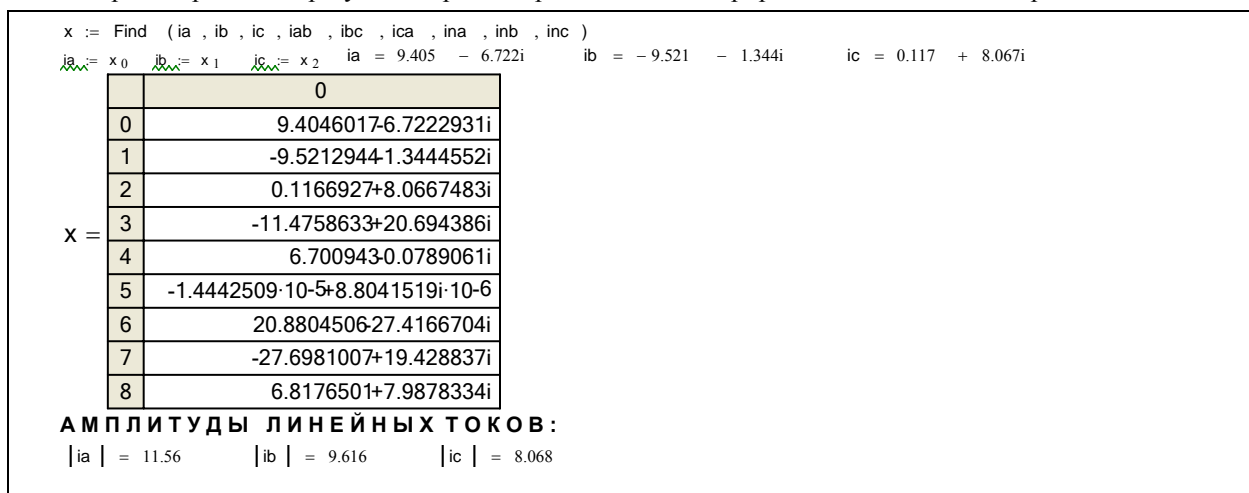 x := Find (ia , ib , ic , iab , ibc , ica , ina , inb , inc )
ia := x 0 ib := x 1 ic := x 2 ia = 9.405 − 6.722i ib = − 9.521 − 1.344i ic = 0.117 + 8.067i
0
0 9.4046017-6.7222931i
1 -9.5212944-1.3444552i
2 0.1166927+8.0667483i
x = 3 -11.4758633+20.694386i
4 6.700943-0.0789061i
5 -1.4442509·10-5+8.8041519i·10-6
6 20.8804506-27.4166704i
7 -27.6981007+19.428837i
8 6.8176501+7.9878334i
АМПЛИТУДЫ ЛИНЕЙНЫХ ТОКОВ:
|ia| = 11.56 |ib| = 9.616 |ic| = 8.068